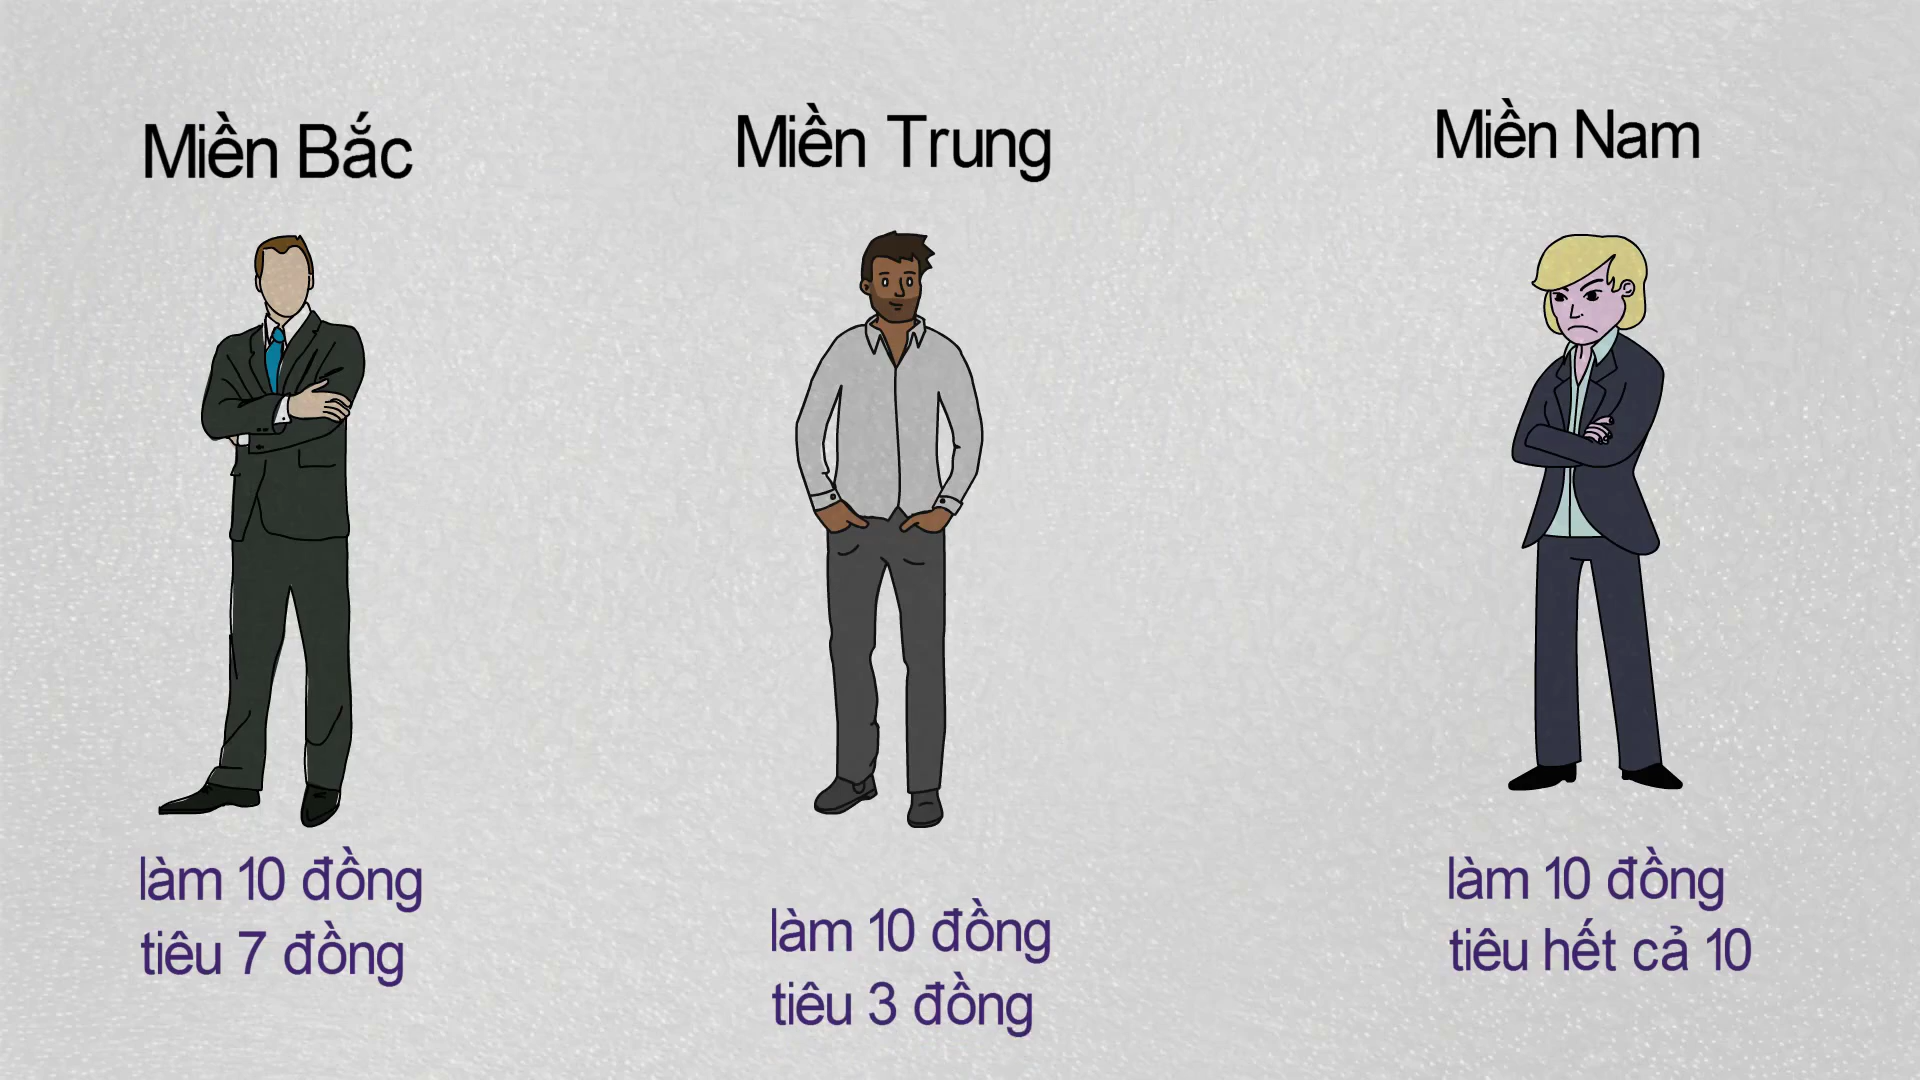 Miền Bắc
Miền Trung
Miền Nam
làm 10 đồng
tiêu 7 đồng
làm 10 đồng
tiêu 3 đồng
làm 10 đồng
tiêu hết cả 10